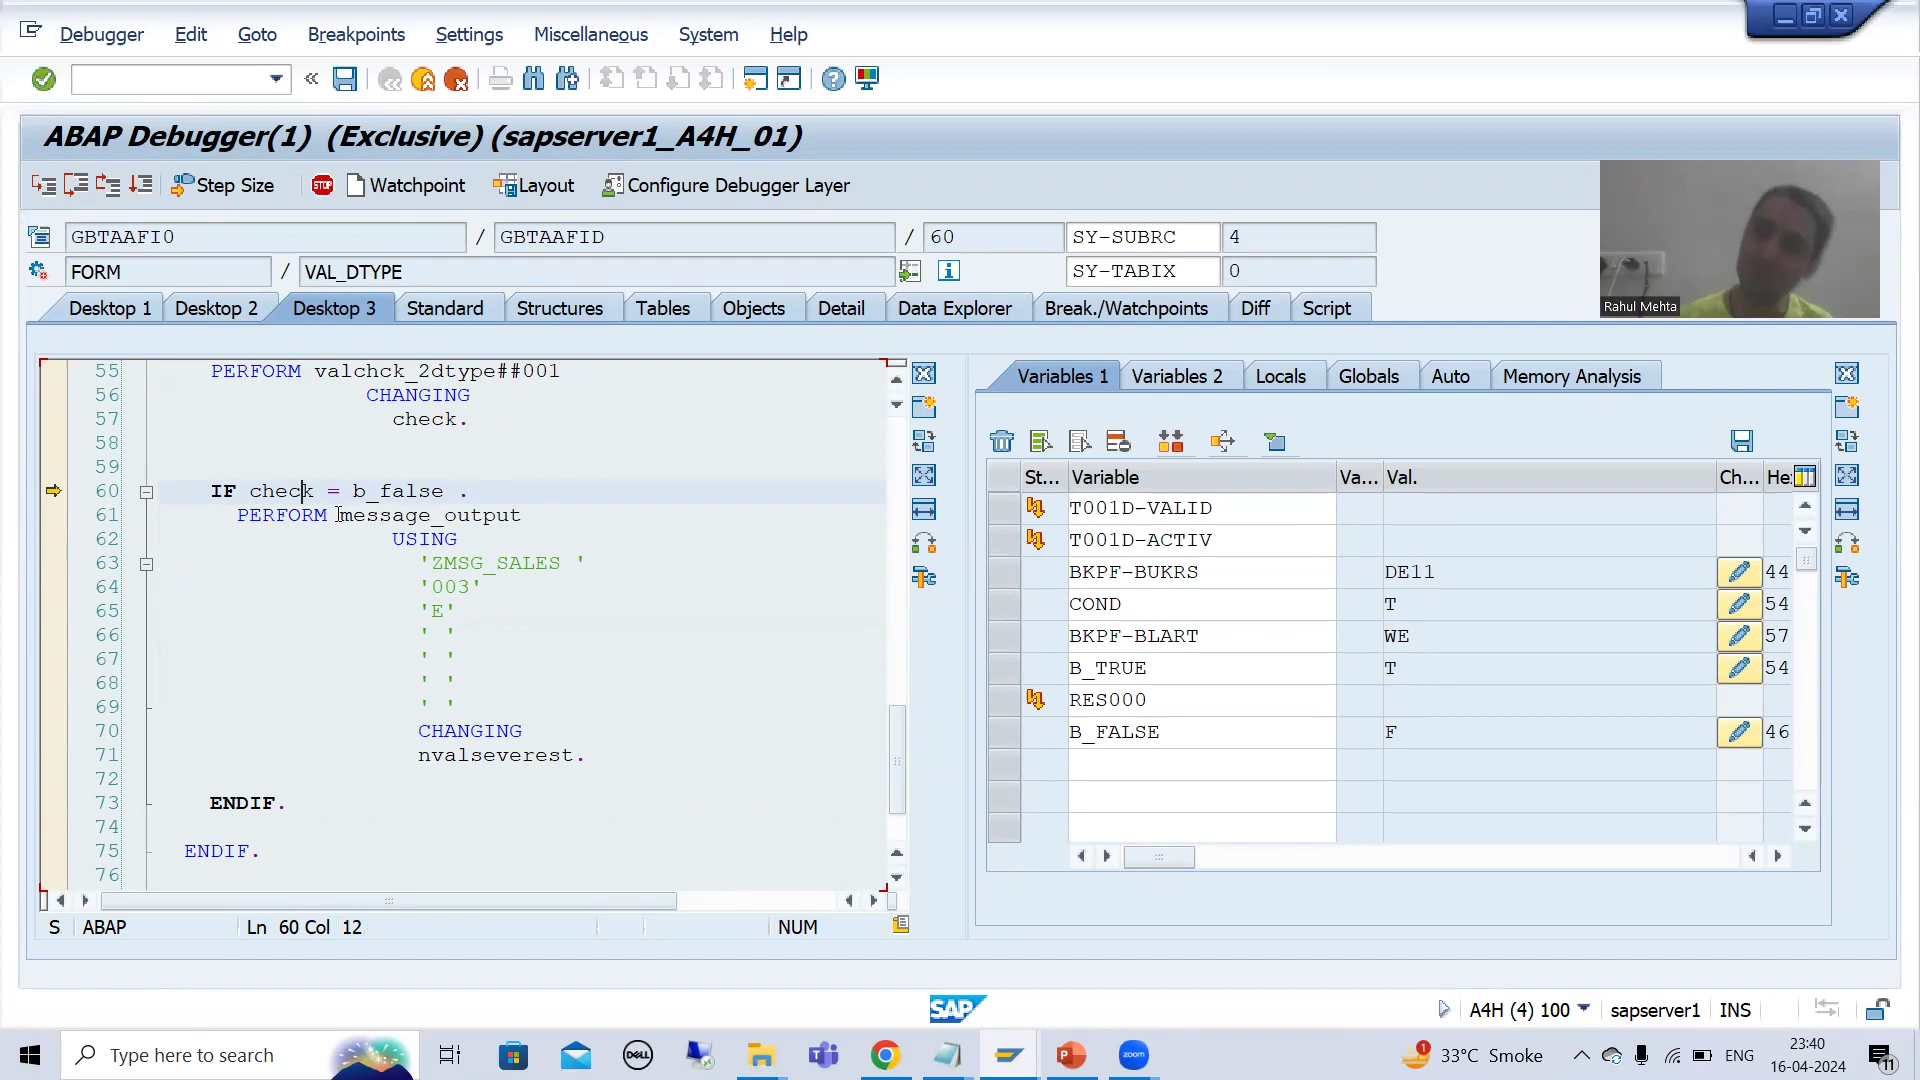 Debugger Edit Goto Breakpoints Settings Miscellaneous System Help
ABAP Debugger(1) (Exclusive) (sapserver1_A4H_01)
Step Size STOP Watchpoint Layout Configure Debugger Layer
GBTAAFI0 / GBTAAFID / 60 SY-SUBRC 4
FORM / VAL_DTYPE SY-TABIX 0
Rahul Mehta
Desktop 1 Desktop 2 Desktop 3 Standard Structures Tables Objects Detail Data Explorer Break./Watchpoints Diff Script
55 PERFORM valchck_2dtype##001
56 CHANGING
57 check.
58
59
60 IF check = b_false .
61 PERFORM message_output
62 USING
63 'ZMSG_SALES '
64 '003'
65 'E'
66 ' '
67 ' '
68 ' '
69 ' '
70 CHANGING
71 nvalseverest.
72
73 ENDIF.
74
75 ENDIF.
76
S ABAP Ln 60 Col 12 NUM
Variables 1 Variables 2 Locals Globals Auto Memory Analysis
St... Variable Va... Val. Ch... He
T001D-VALID
T001D-ACTIV
BKPF-BUKRS DE11 44
COND T 54
BKPF-BLART WE 57
B_TRUE T 54
RES000
B_FALSE F 46
SAP
A4H (4) 100 sapserver1 INS
Type here to search
DELL
zoom
33°C Smoke
ENG
23:40
16-04-2024
11